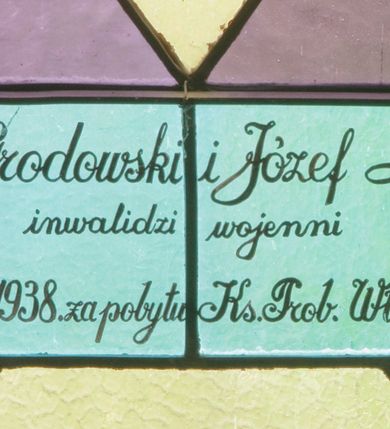 rodowski i Józef
inwalidzi wojenni
1938. za pobytu Ks. Prob.